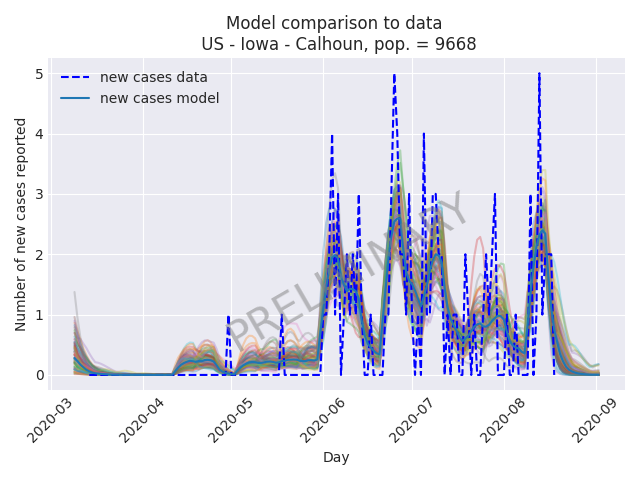 Model comparison to data
US - Iowa - Calhoun, pop. = 9668
new cases data
new cases model
PRELIMINARY
Number of new cases reported
5
4
3
2
1
0
2020-03
2020-04
2020-05
2020-06
2020-07
2020-08
2020-09
Day